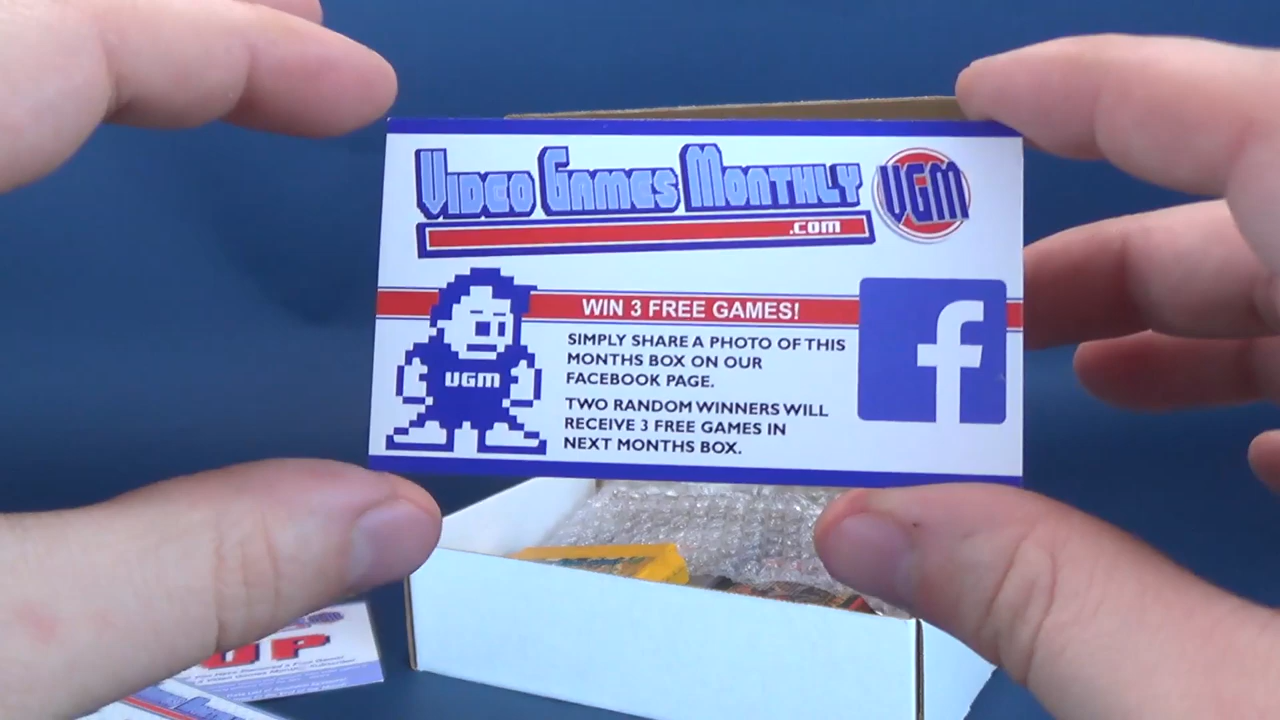 VIDEO GAMES MONTHLY
.com
VGM
WIN 3 FREE GAMES!
SIMPLY SHARE A PHOTO OF THIS
MONTHS BOX ON OUR
FACEBOOK PAGE.
TWO RANDOM WINNERS WILL
RECEIVE 3 FREE GAMES IN
NEXT MONTHS BOX.
VGM
f
UP